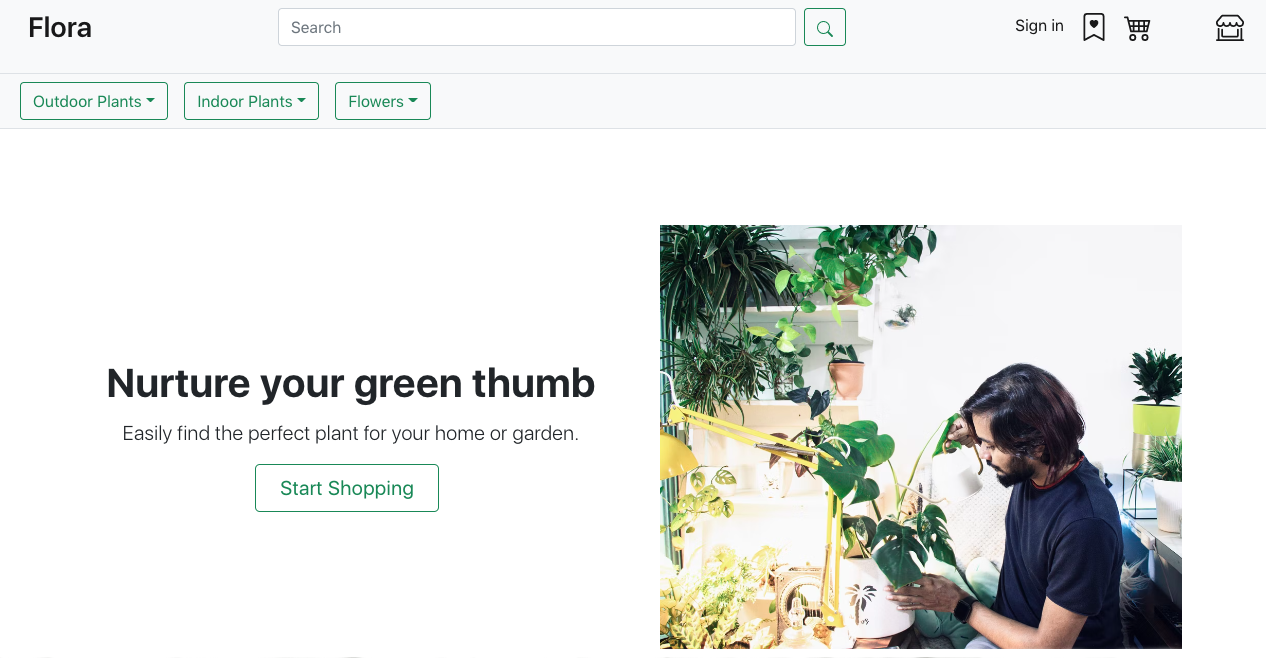 Flora
Search
Sign in
Outdoor Plants
Indoor Plants
Flowers
Nurture your green thumb
Easily find the perfect plant for your home or garden.
Start Shopping